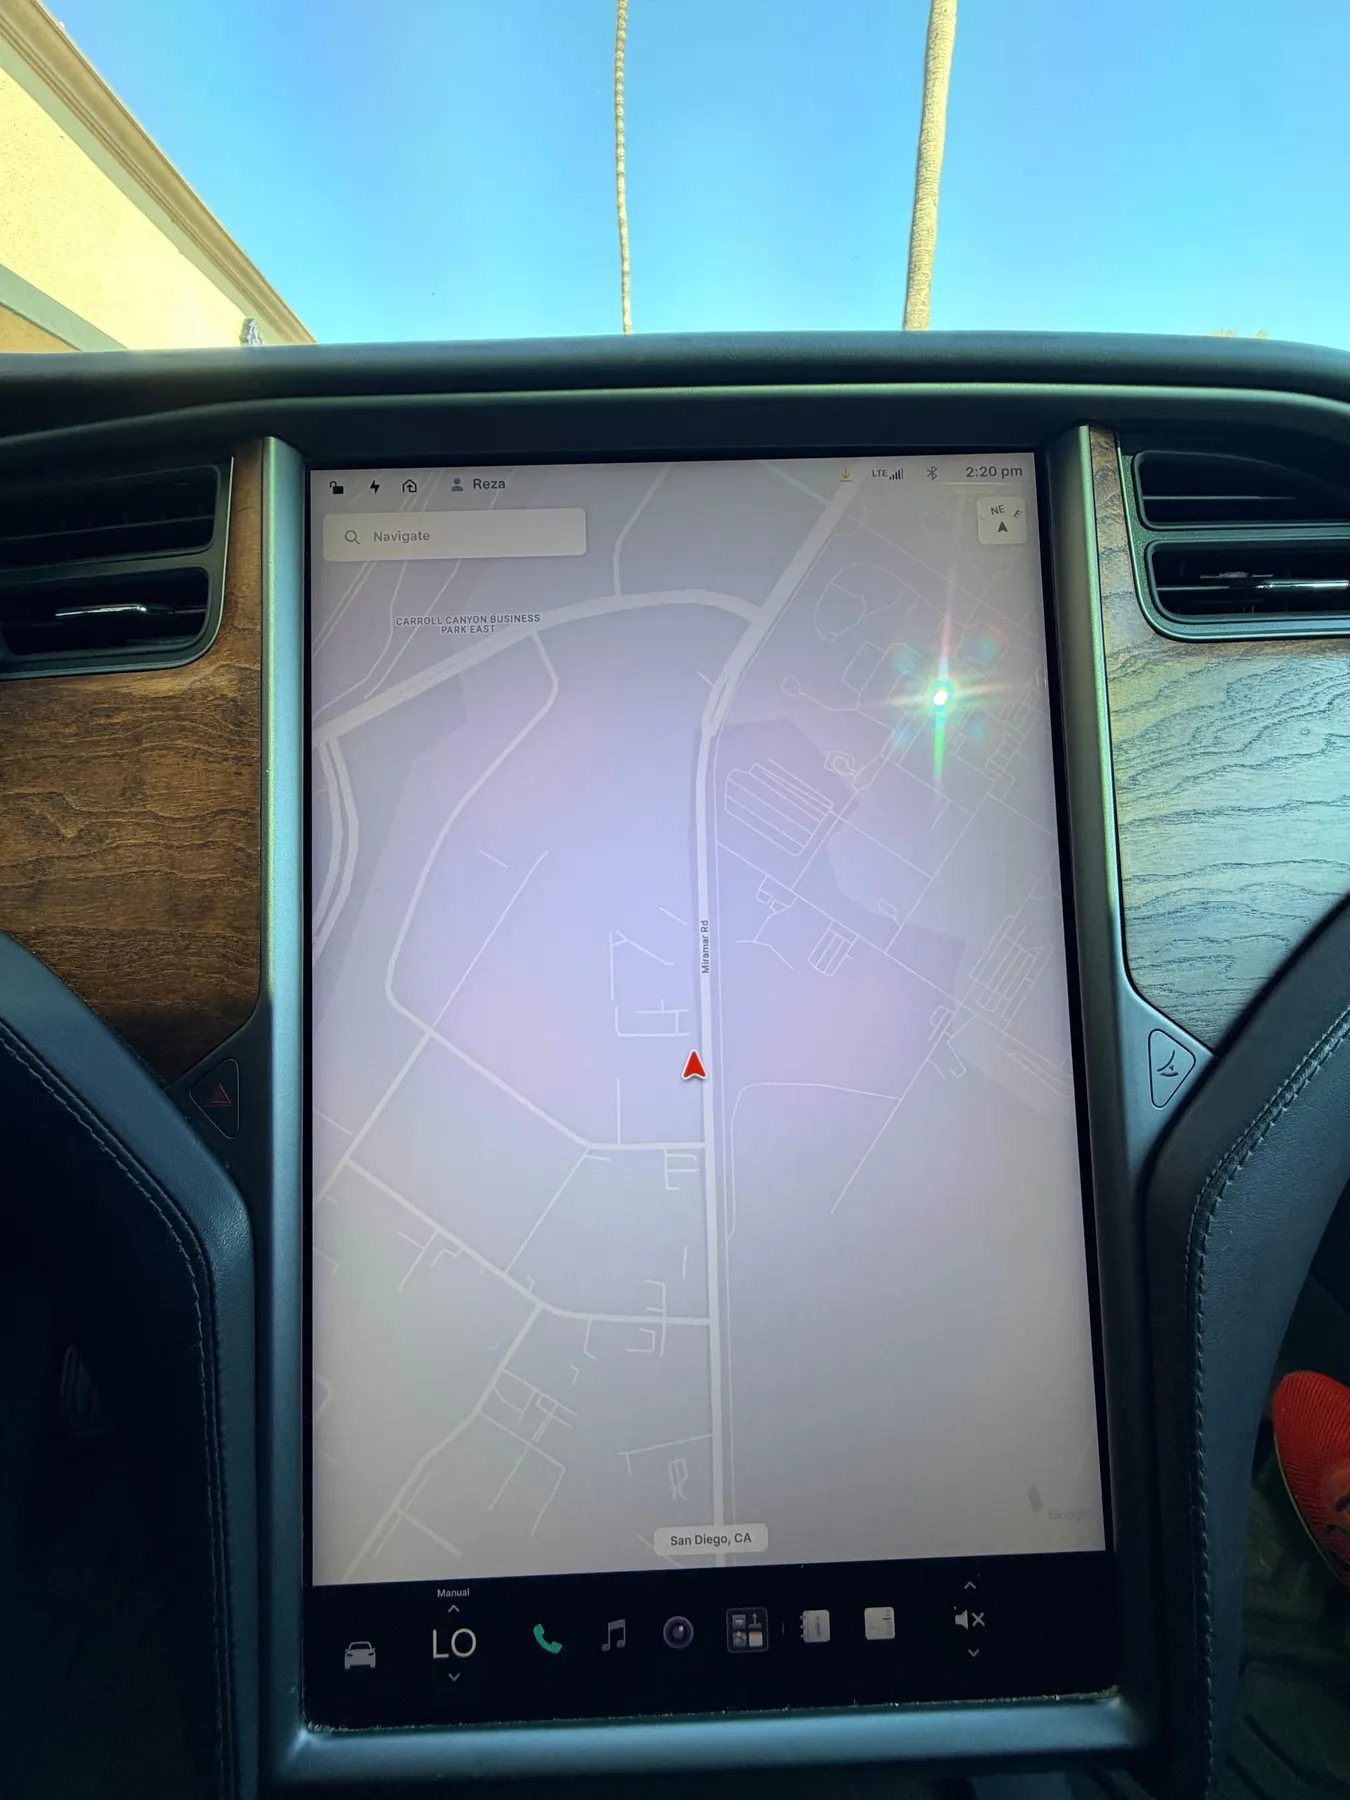 Reza
LTE
2:20 pm
Navigate
NE
E
CARROLL CANYON BUSINESS
PARK EAST
Miramar Rd
Google
San Diego, CA
Manual
LO